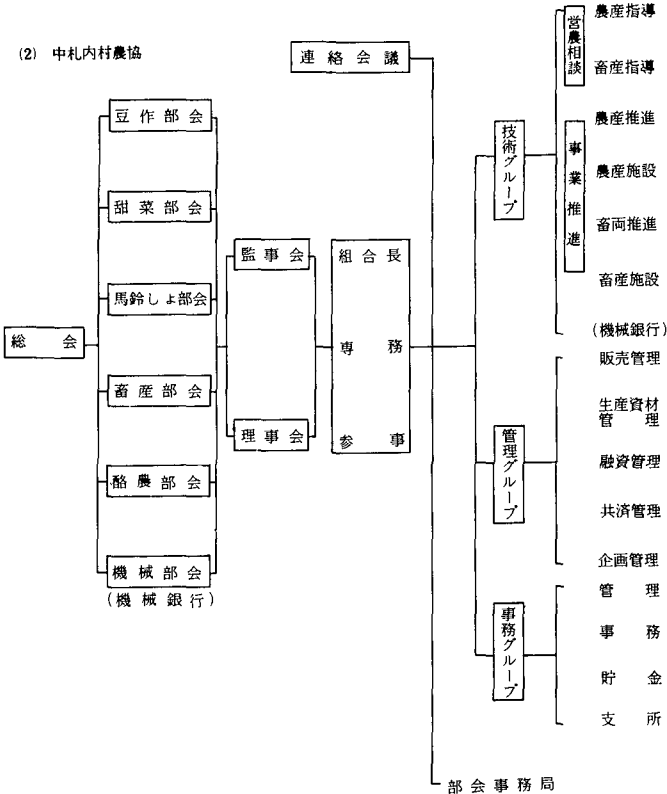 (2) 中札内村農協
連絡会議
総会
豆作部会
甜菜部会
馬鈴しょ部会
畜産部会
酪農部会
機械部会
(機械銀行)
監事会
理事会
組合長
専務
参事
技術グループ
営農相談
農産指導
畜産指導
事業推進
農産推進
農産施設
畜両推進
畜産施設
(機械銀行)
管理グループ
販売管理
生産資材
管理
融資管理
共済管理
企画管理
事務グループ
管理
事務
貯金
支所
部会事務局